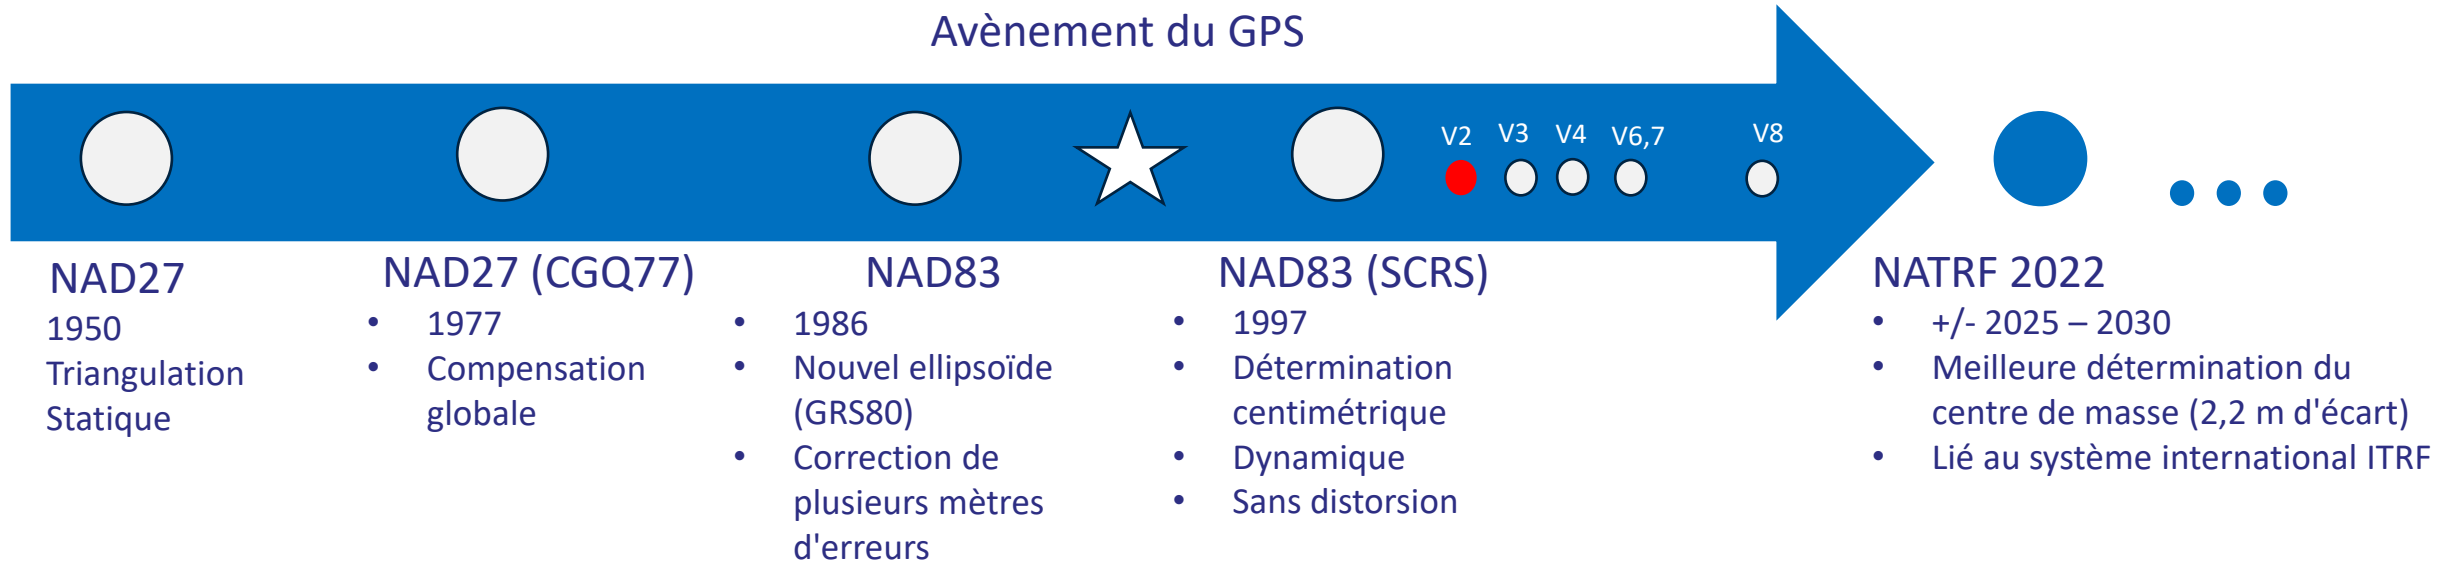 Avènement du GPS
V2 V3 V4 V6,7 V8
NAD27
1950
Triangulation
Statique
NAD27 (CGQ77)
• 1977
• Compensation
globale
NAD83
• 1986
• Nouvel ellipsoïde
(GRS80)
• Correction de
plusieurs mètres
d'erreurs
NAD83 (SCRS)
• 1997
• Détermination
centimétrique
• Dynamique
• Sans distorsion
NATRF 2022
• +/- 2025 – 2030
• Meilleure détermination du
centre de masse (2,2 m d'écart)
• Lié au système international ITRF